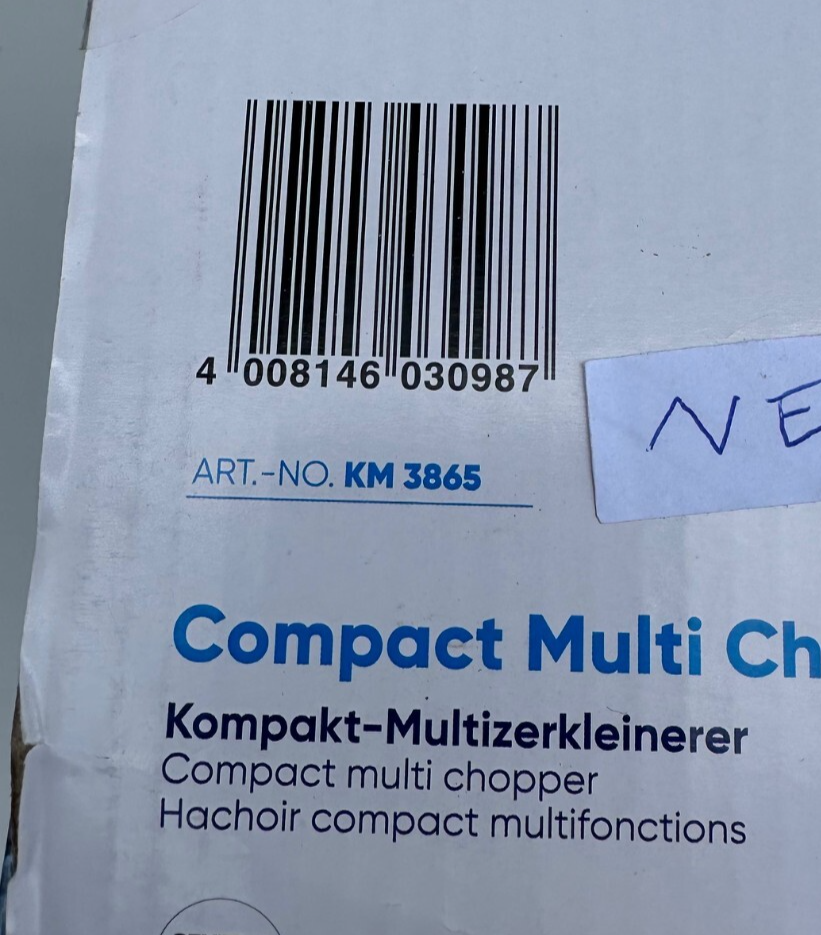 4 008146 030987
NE
ART.-NO. KM 3865
Compact Multi Ch
Kompakt-Multizerkleinerer
Compact multi chopper
Hachoir compact multifonctions